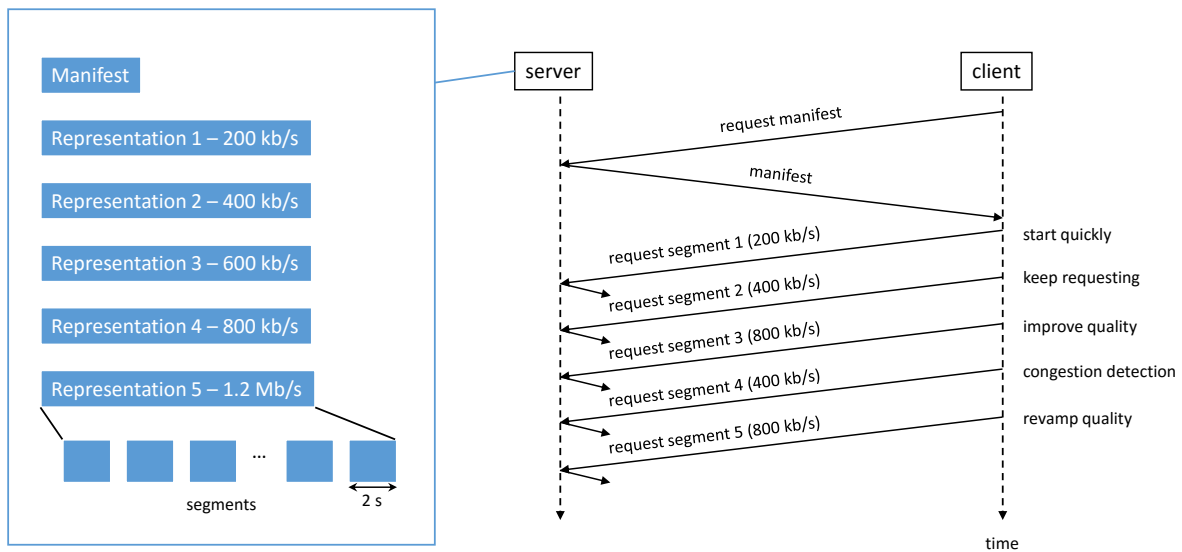 Manifest
Representation 1 – 200 kb/s
Representation 2 – 400 kb/s
Representation 3 – 600 kb/s
Representation 4 – 800 kb/s
Representation 5 – 1.2 Mb/s
...
segments
2 s
server
client
request manifest
manifest
request segment 1 (200 kb/s)
start quickly
request segment 2 (400 kb/s)
keep requesting
request segment 3 (800 kb/s)
improve quality
request segment 4 (400 kb/s)
congestion detection
request segment 5 (800 kb/s)
revamp quality
time